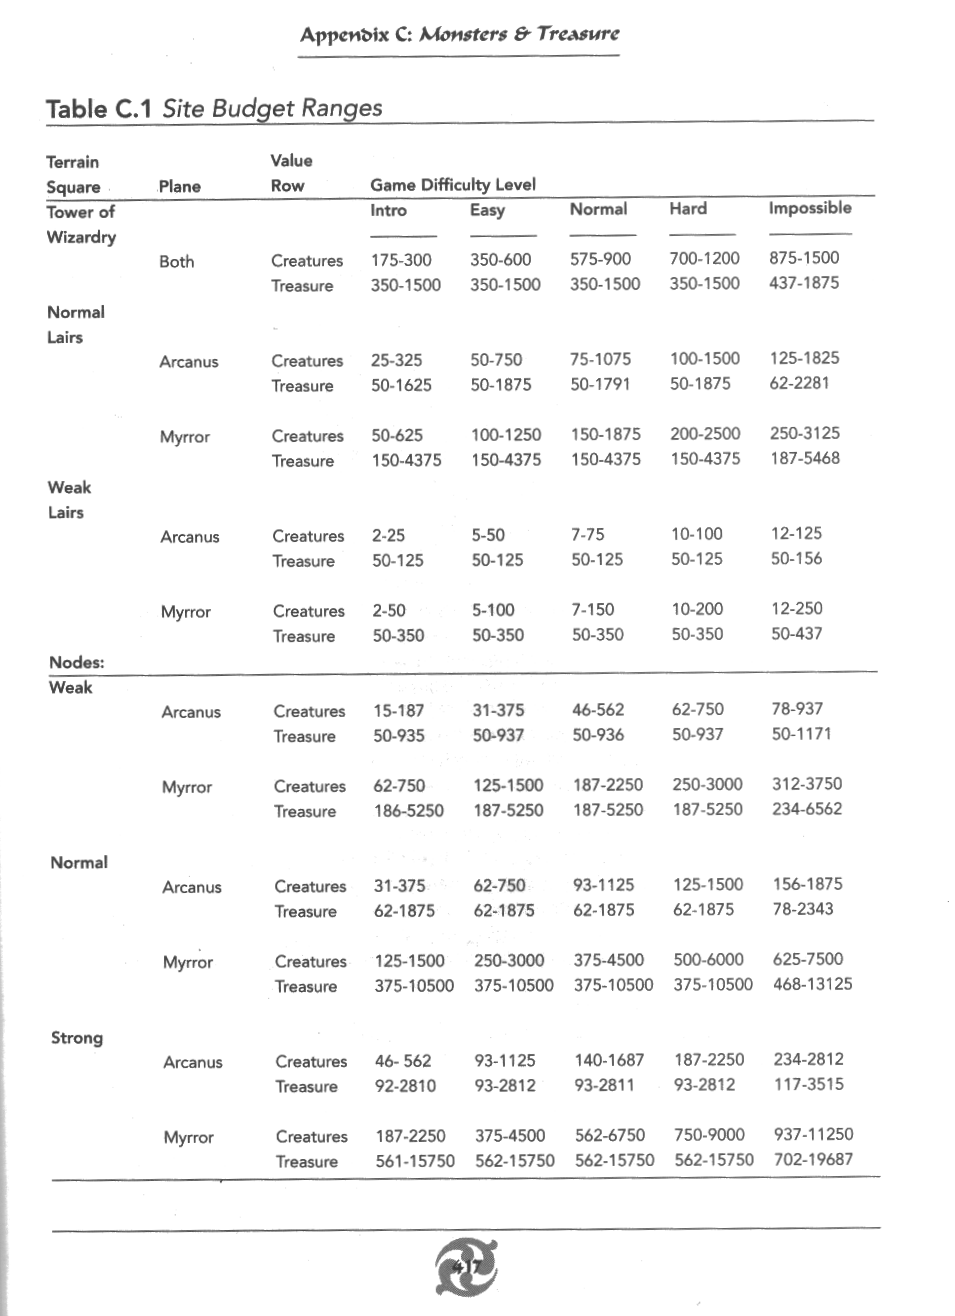 Appendix C: Monsters & Treasure
Table C.1 Site Budget Ranges
Terrain Value
Square Plane Row Game Difficulty Level
Tower of Intro Easy Normal Hard Impossible
Wizardry
Both Creatures 175-300 350-600 575-900 700-1200 875-1500
Treasure 350-1500 350-1500 350-1500 350-1500 437-1875
Normal
Lairs
Arcanus Creatures 25-325 50-750 75-1075 100-1500 125-1825
Treasure 50-1625 50-1875 50-1791 50-1875 62-2281
Myrror Creatures 50-625 100-1250 150-1875 200-2500 250-3125
Treasure 150-4375 150-4375 150-4375 150-4375 187-5468
Weak
Lairs
Arcanus Creatures 2-25 5-50 7-75 10-100 12-125
Treasure 50-125 50-125 50-125 50-125 50-156
Myrror Creatures 2-50 5-100 7-150 10-200 12-250
Treasure 50-350 50-350 50-350 50-350 50-437
Nodes:
Weak
Arcanus Creatures 15-187 31-375 46-562 62-750 78-937
Treasure 50-935 50-937 50-936 50-937 50-1171
Myrror Creatures 62-750 125-1500 187-2250 250-3000 312-3750
Treasure 186-5250 187-5250 187-5250 187-5250 234-6562
Normal
Arcanus Creatures 31-375 62-750 93-1125 125-1500 156-1875
Treasure 62-1875 62-1875 62-1875 62-1875 78-2343
Myrror Creatures 125-1500 250-3000 375-4500 500-6000 625-7500
Treasure 375-10500 375-10500 375-10500 375-10500 468-13125
Strong
Arcanus Creatures 46- 562 93-1125 140-1687 187-2250 234-2812
Treasure 92-2810 93-2812 93-2811 93-2812 117-3515
Myrror Creatures 187-2250 375-4500 562-6750 750-9000 937-11250
Treasure 561-15750 562-15750 562-15750 562-15750 702-19687
417